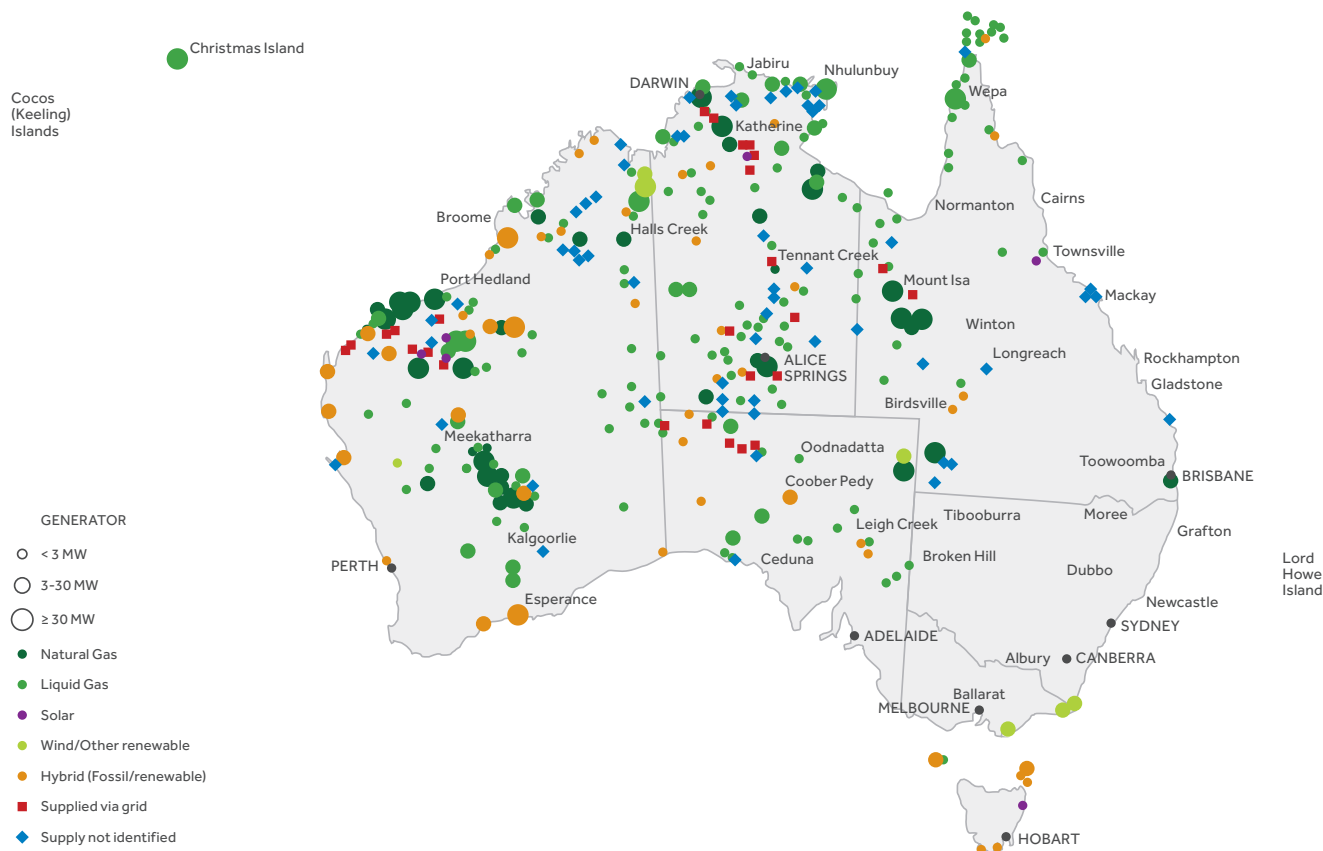 Christmas Island
Cocos
(Keeling)
Islands
DARWIN
Jabiru
Nhulunbuy
Wepa
Katherine
Broome
Halls Creek
Normanton
Cairns
Townsville
Tennant Creek
Port Hedland
Mount Isa
Mackay
Winton
Longreach
ALICE
SPRINGS
Rockhampton
Gladstone
Birdsville
Meekatharra
Oodnadatta
Toowoomba
BRISBANE
Coober Pedy
Tibooburra
Moree
Grafton
Leigh Creek
Kalgoorlie
Ceduna
Broken Hill
PERTH
Dubbo
Lord
Howe
Island
Esperance
Newcastle
SYDNEY
ADELAIDE
Albury
CANBERRA
Ballarat
MELBOURNE
HOBART
GENERATOR
< 3 MW
3-30 MW
≥ 30 MW
Natural Gas
Liquid Gas
Solar
Wind/Other renewable
Hybrid (Fossil/renewable)
Supplied via grid
Supply not identified